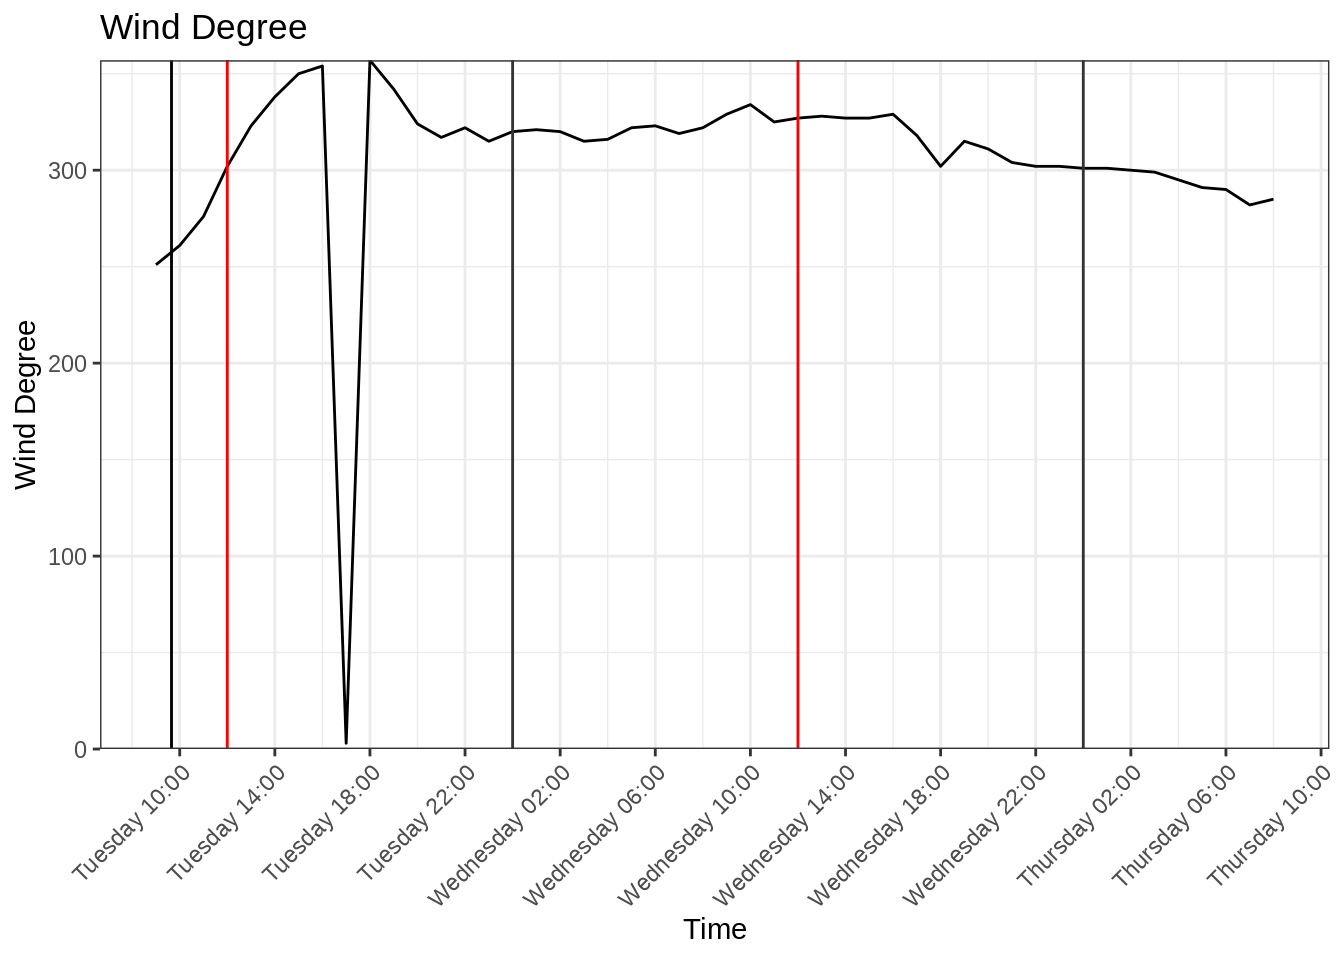 Wind Degree
Wind Degree
300
200
100
0
Tuesday 10:00
Tuesday 14:00
Tuesday 18:00
Tuesday 22:00
Wednesday 02:00
Wednesday 06:00
Wednesday 10:00
Wednesday 14:00
Wednesday 18:00
Wednesday 22:00
Thursday 02:00
Thursday 06:00
Thursday 10:00
Time